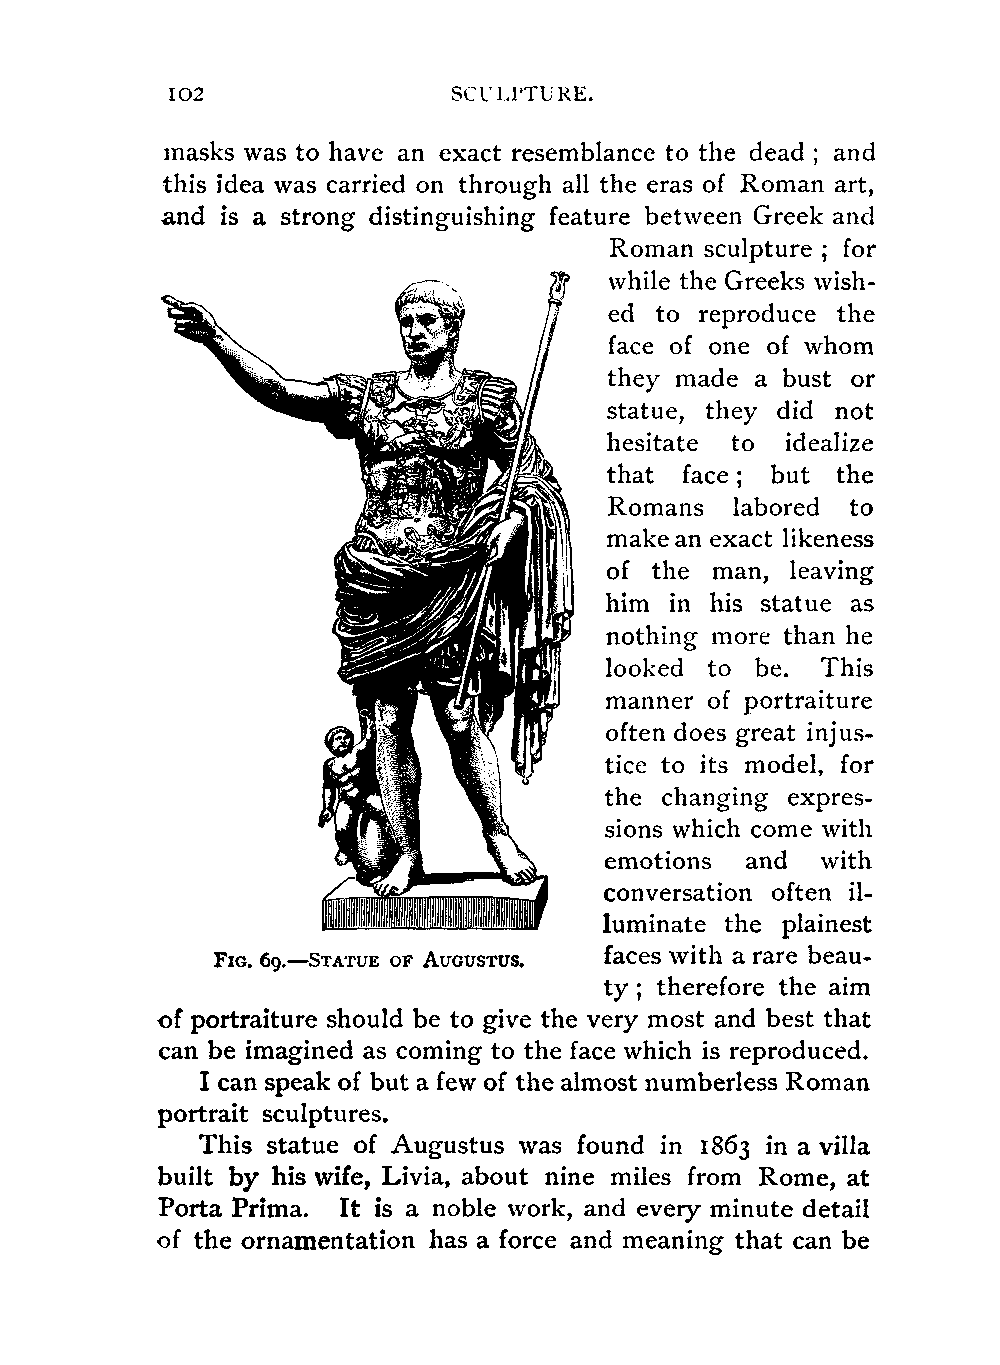 102 SCULPTURE.
masks was to have an exact resemblance to the dead ; and
this idea was carried on through all the eras of Roman art,
and is a strong distinguishing feature between Greek and
Roman sculpture ; for
while the Greeks wish-
ed to reproduce the
face of one of whom
they made a bust or
statue, they did not
hesitate to idealize
that face ; but the
Romans labored to
make an exact likeness
of the man, leaving
him in his statue as
nothing more than he
looked to be. This
manner of portraiture
often does great injus-
tice to its model, for
the changing expres-
sions which come with
emotions and with
conversation often il-
luminate the plainest
faces with a rare beau-
ty ; therefore the aim
FIG. 69.—STATUE OF AUGUSTUS.
of portraiture should be to give the very most and best that
can be imagined as coming to the face which is reproduced.
I can speak of but a few of the almost numberless Roman
portrait sculptures.
This statue of Augustus was found in 1863 in a villa
built by his wife, Livia, about nine miles from Rome, at
Porta Prima. It is a noble work, and every minute detail
of the ornamentation has a force and meaning that can be